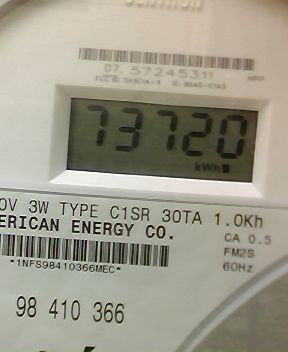 07 57245311
73720
kWh
0V 3W TYPE C1SR 30TA 1.0Kh
ERICAN ENERGY CO.
CA 0.5
FM2S
*1NFS98410366MEC*
60Hz
98 410 366